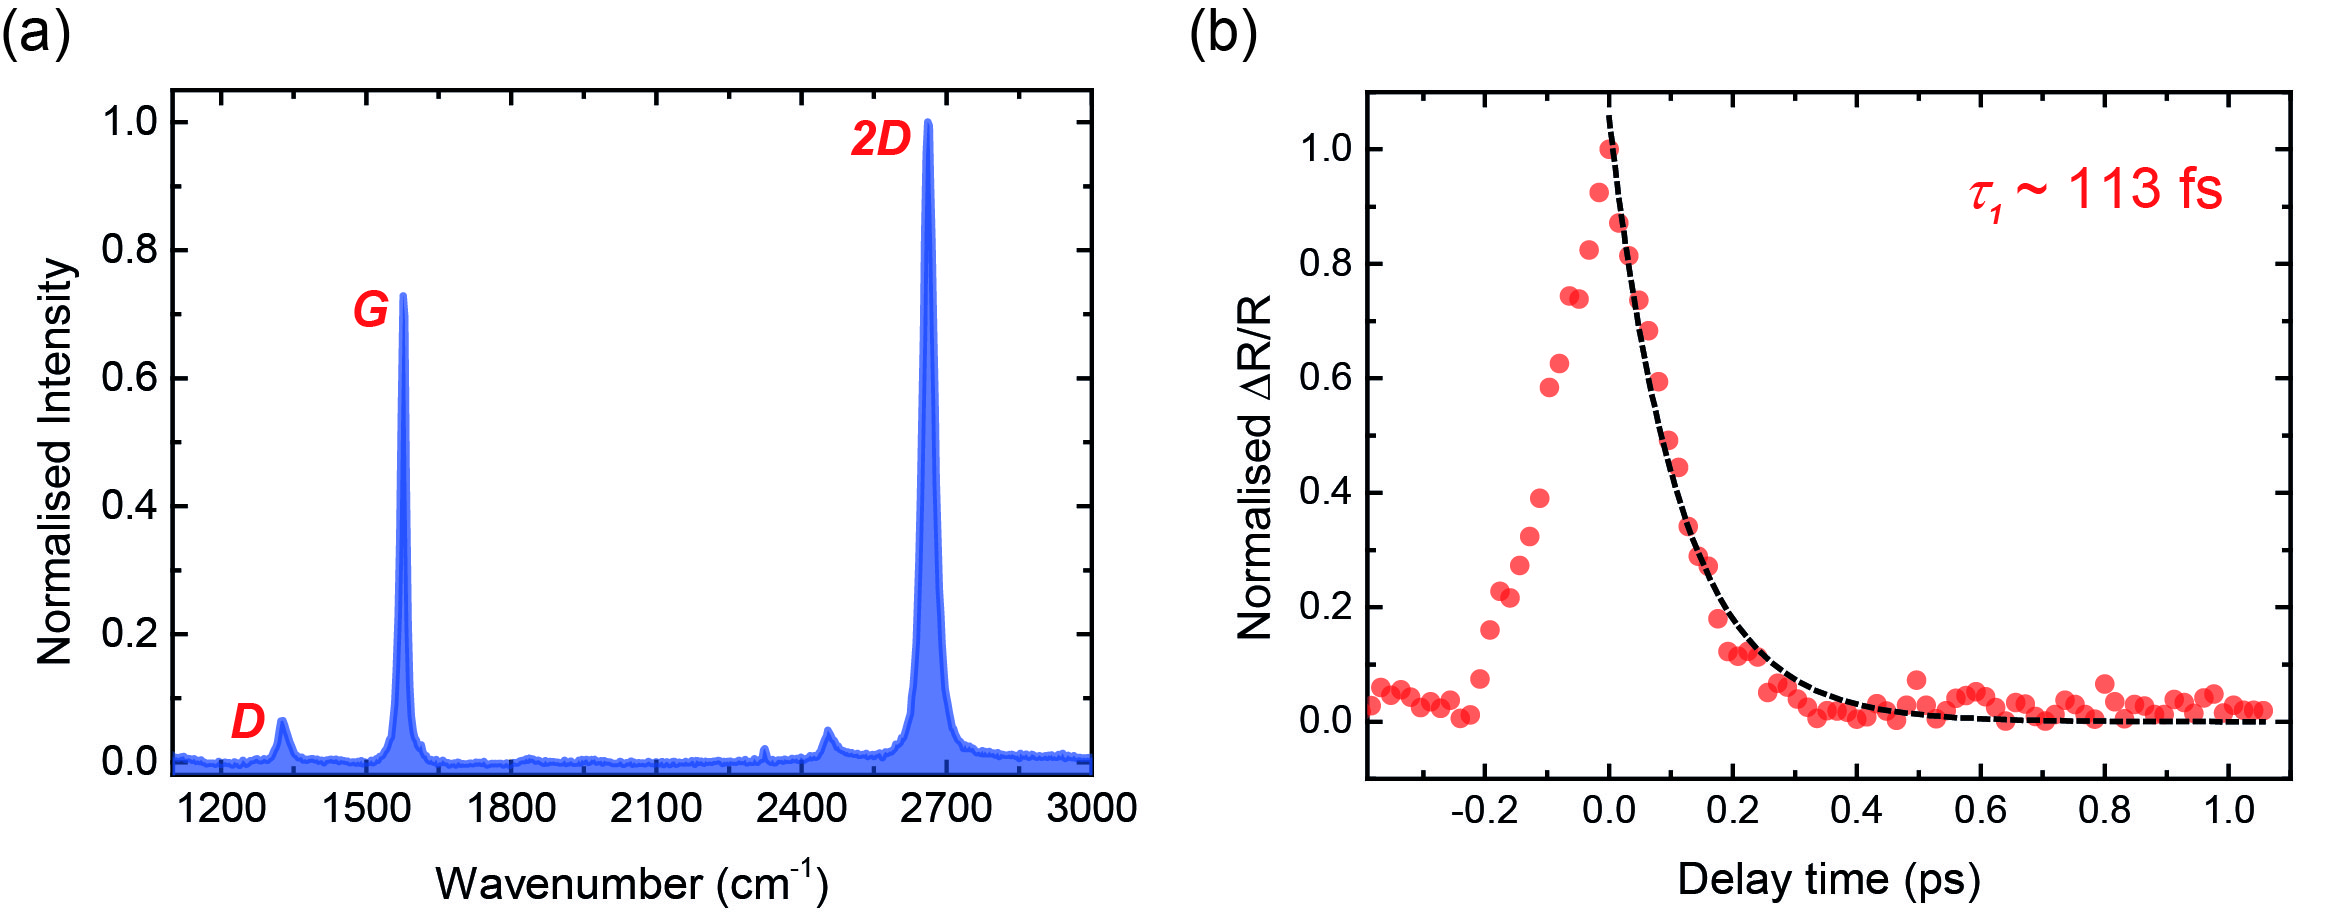 (a)
(b)
Normalised Intensity
1.0
0.8
0.6
0.4
0.2
0.0
D
G
2D
1200 1500 1800 2100 2400 2700 3000
Wavenumber (cm⁻¹)
Normalised ΔR/R
1.0
0.8
0.6
0.4
0.2
0.0
τ₁ ~ 113 fs
-0.2 0.0 0.2 0.4 0.6 0.8 1.0
Delay time (ps)